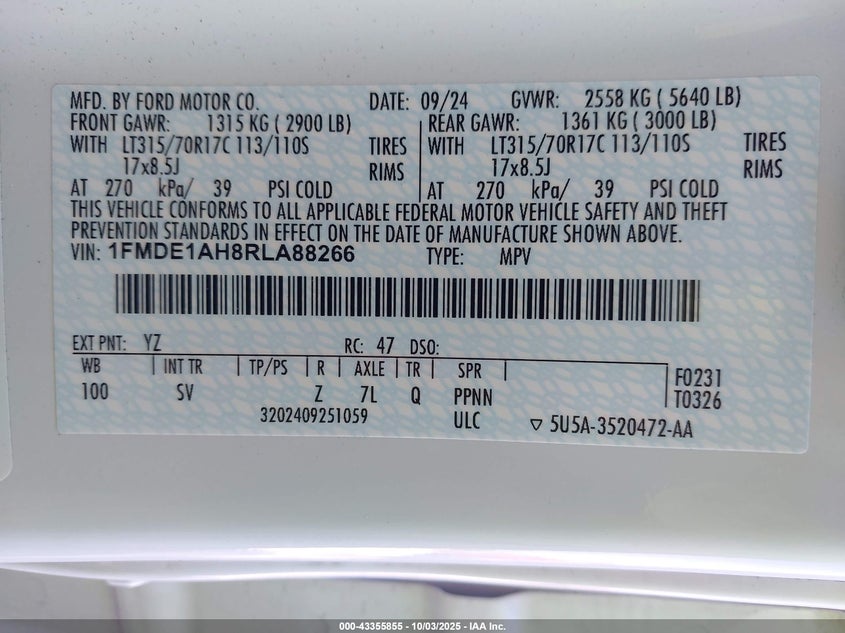 MFD. BY FORD MOTOR CO. DATE: 09/24 GVWR: 2558 KG ( 5640 LB)
FRONT GAWR: 1315 KG ( 2900 LB) REAR GAWR: 1361 KG ( 3000 LB)
WITH LT315/70R17C 113/110S TIRES WITH LT315/70R17C 113/110S TIRES
17x8.5J RIMS 17x8.5J RIMS
AT 270 kPa/ 39 PSI COLD AT 270 kPa/ 39 PSI COLD
THIS VEHICLE CONFORMS TO ALL APPLICABLE FEDERAL MOTOR VEHICLE SAFETY AND THEFT
PREVENTION STANDARDS IN EFFECT ON THE DATE OF MANUFACTURE SHOWN ABOVE.
VIN: 1FMDE1AH8RLA88266 TYPE: MPV
EXT PNT: YZ RC: 47 DSO:
WB INT TR TP/PS R AXLE TR SPR F0231
100 SV Z 7L Q PPNN T0326
3202409251059 ULC ▽ 5U5A-3520472-AA
000-43355855 - 10/03/2025 - IAA Inc.